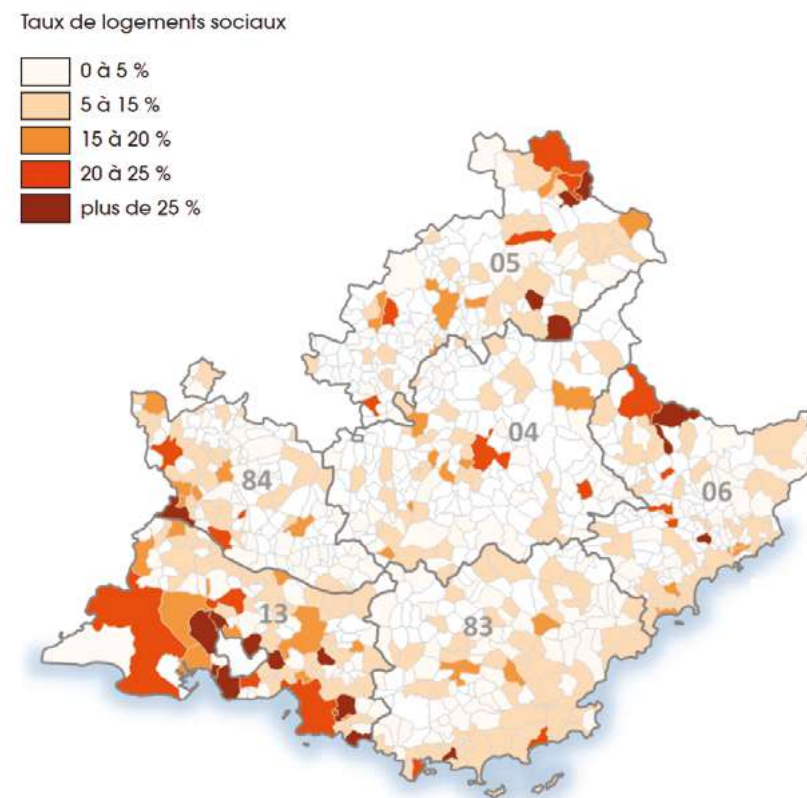 Taux de logements sociaux
0 à 5 %
5 à 15 %
15 à 20 %
20 à 25 %
plus de 25 %
05
04
84
06
13
83